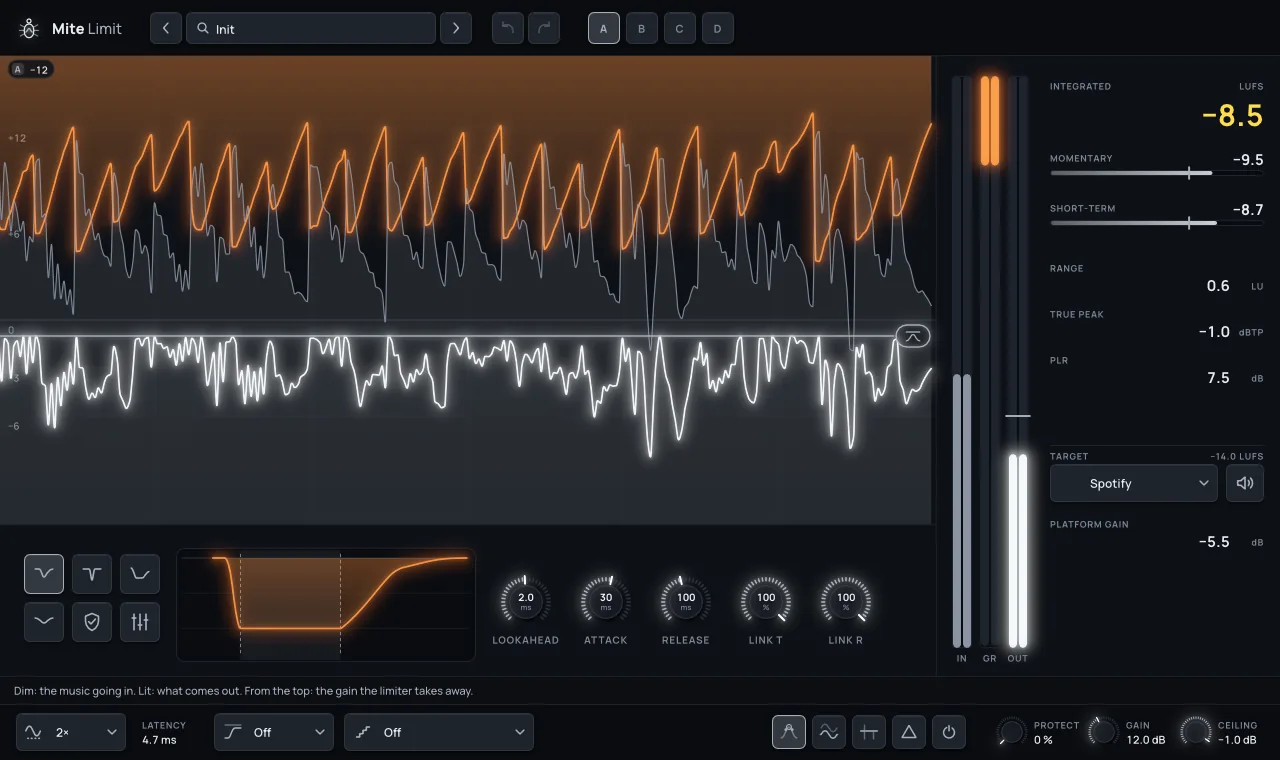 Mite Limit
Init
A
B
C
D
A −12
+12
+6
0
−6
INTEGRATED LUFS
−8.5
MOMENTARY −9.5
SHORT-TERM −8.7
RANGE
0.6 LU
TRUE PEAK
−1.0 dBTP
PLR
7.5 dB
TARGET −14.0 LUFS
Spotify
PLATFORM GAIN
−5.5 dB
IN GR OUT
2.0 ms
LOOKAHEAD
30 ms
ATTACK
100 ms
RELEASE
100 %
LINK T
100 %
LINK R
Dim: the music going in. Lit: what comes out. From the top: the gain the limiter takes away.
2×
LATENCY
4.7 ms
Off
Off
PROTECT
0 %
GAIN
12.0 dB
CEILING
−1.0 dB